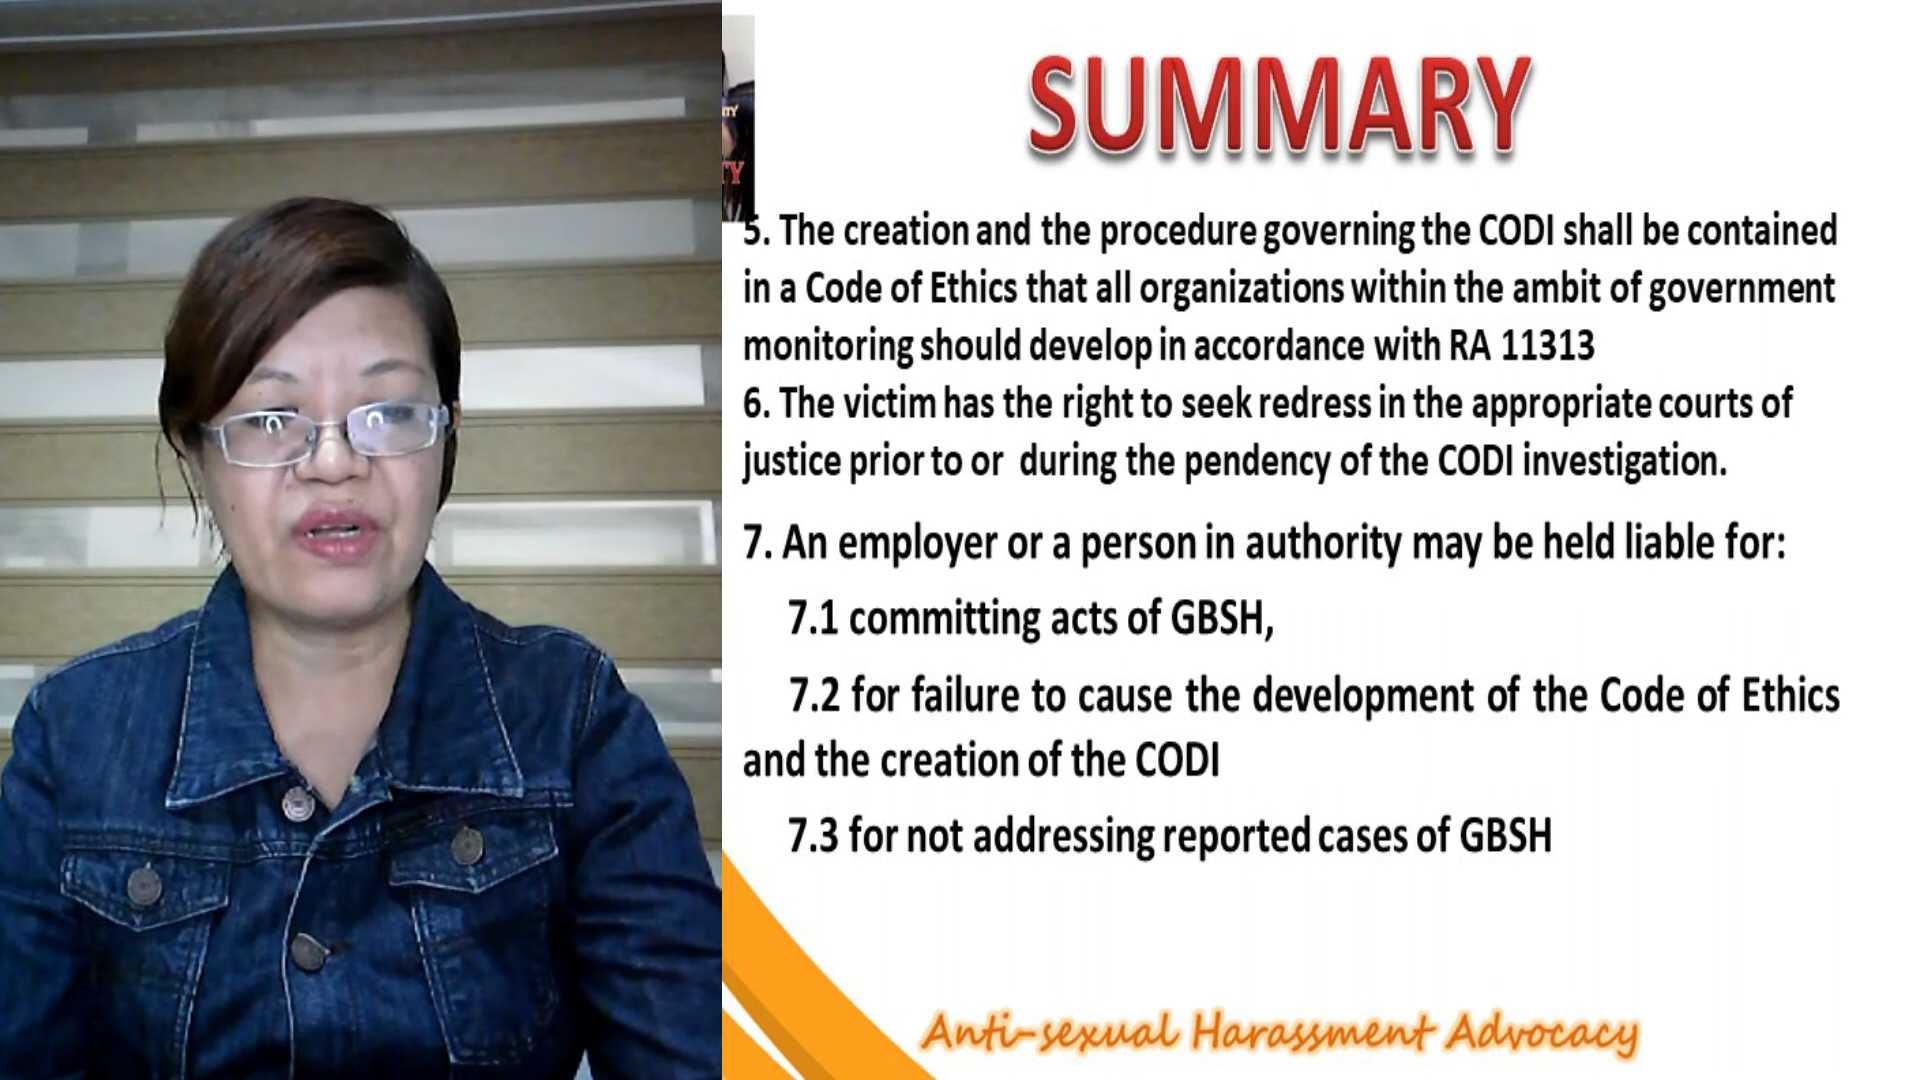 SUMMARY
TY
TY
5. The creation and the procedure governing the CODI shall be contained
in a Code of Ethics that all organizations within the ambit of government
monitoring should develop in accordance with RA 11313
6. The victim has the right to seek redress in the appropriate courts of
justice prior to or during the pendency of the CODI investigation.
7. An employer or a person in authority may be held liable for:
7.1 committing acts of GBSH,
7.2 for failure to cause the development of the Code of Ethics
and the creation of the CODI
7.3 for not addressing reported cases of GBSH
Anti-sexual Harassment Advocacy